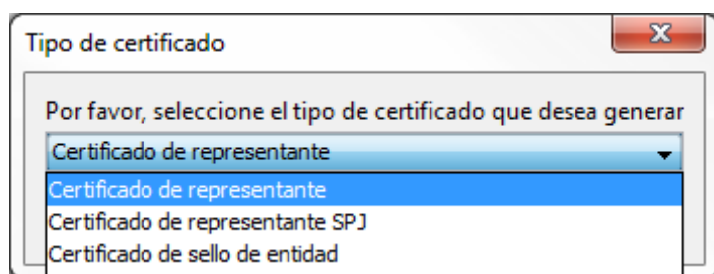 Tipo de certificado
Por favor, seleccione el tipo de certificado que desea generar
Certificado de representante
Certificado de representante
Certificado de representante SPJ
Certificado de sello de entidad